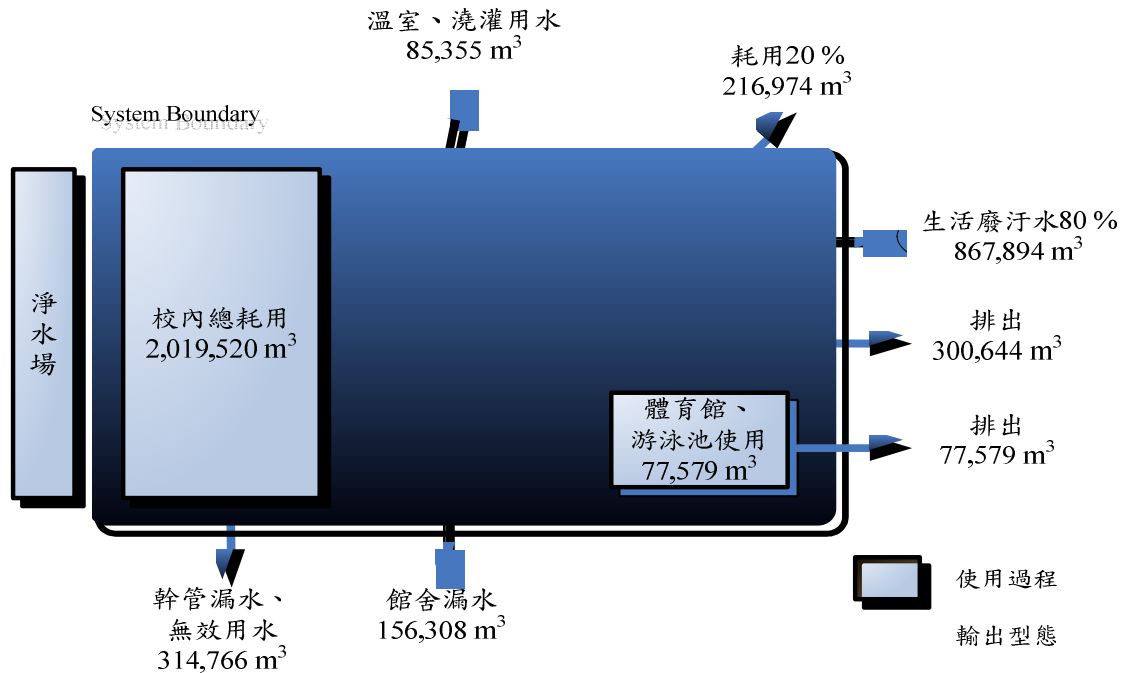 溫室、澆灌用水
85,355 m³
耗用20 %
216,974 m³
System Boundary
生活廢汙水80 %
867,894 m³
淨水場
校內總耗用
2,019,520 m³
排出
300,644 m³
體育館、
游泳池使用
77,579 m³
排出
77,579 m³
幹管漏水、
無效用水
314,766 m³
館舍漏水
156,308 m³
使用過程
輸出型態